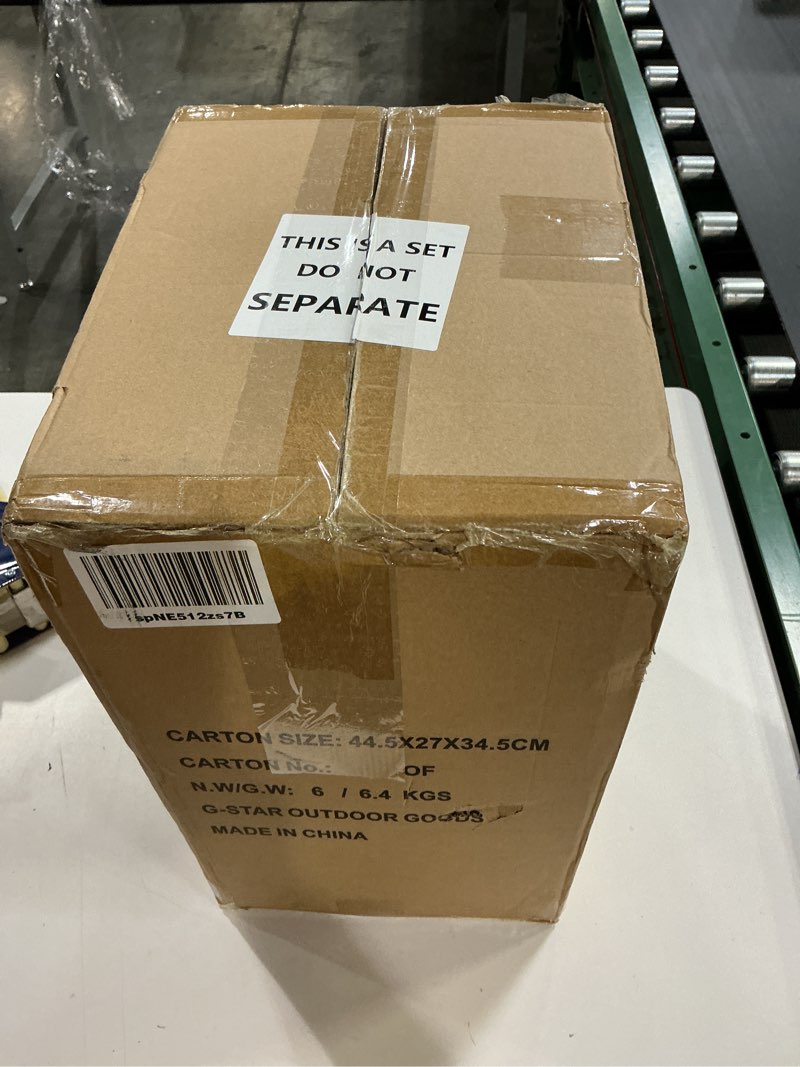 THIS IS A SET
DO NOT
SEPARATE
spNE512zs7B
CARTON SIZE: 44.5X27X34.5CM
CARTON No.: OF
N.W/G.W: 6 / 6.4 KGS
G-STAR OUTDOOR GOODS
MADE IN CHINA